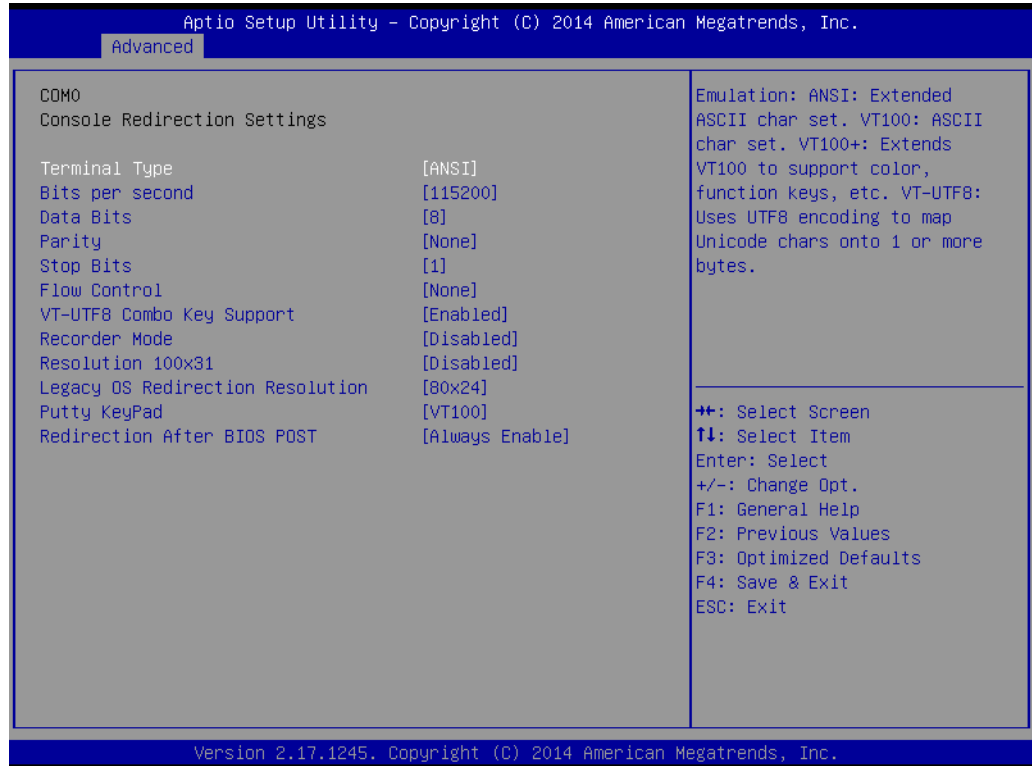 Aptio Setup Utility – Copyright (C) 2014 American Megatrends, Inc.
Advanced
COM0
Console Redirection Settings
Terminal Type [ANSI]
Bits per second [115200]
Data Bits [8]
Parity [None]
Stop Bits [1]
Flow Control [None]
VT-UTF8 Combo Key Support [Enabled]
Recorder Mode [Disabled]
Resolution 100x31 [Disabled]
Legacy OS Redirection Resolution [80x24]
Putty KeyPad [VT100]
Redirection After BIOS POST [Always Enable]
Emulation: ANSI: Extended
ASCII char set. VT100: ASCII
char set. VT100+: Extends
VT100 to support color,
function keys, etc. VT-UTF8:
Uses UTF8 encoding to map
Unicode chars onto 1 or more
bytes.
→←: Select Screen
↑↓: Select Item
Enter: Select
+/-: Change Opt.
F1: General Help
F2: Previous Values
F3: Optimized Defaults
F4: Save & Exit
ESC: Exit
Version 2.17.1245. Copyright (C) 2014 American Megatrends, Inc.